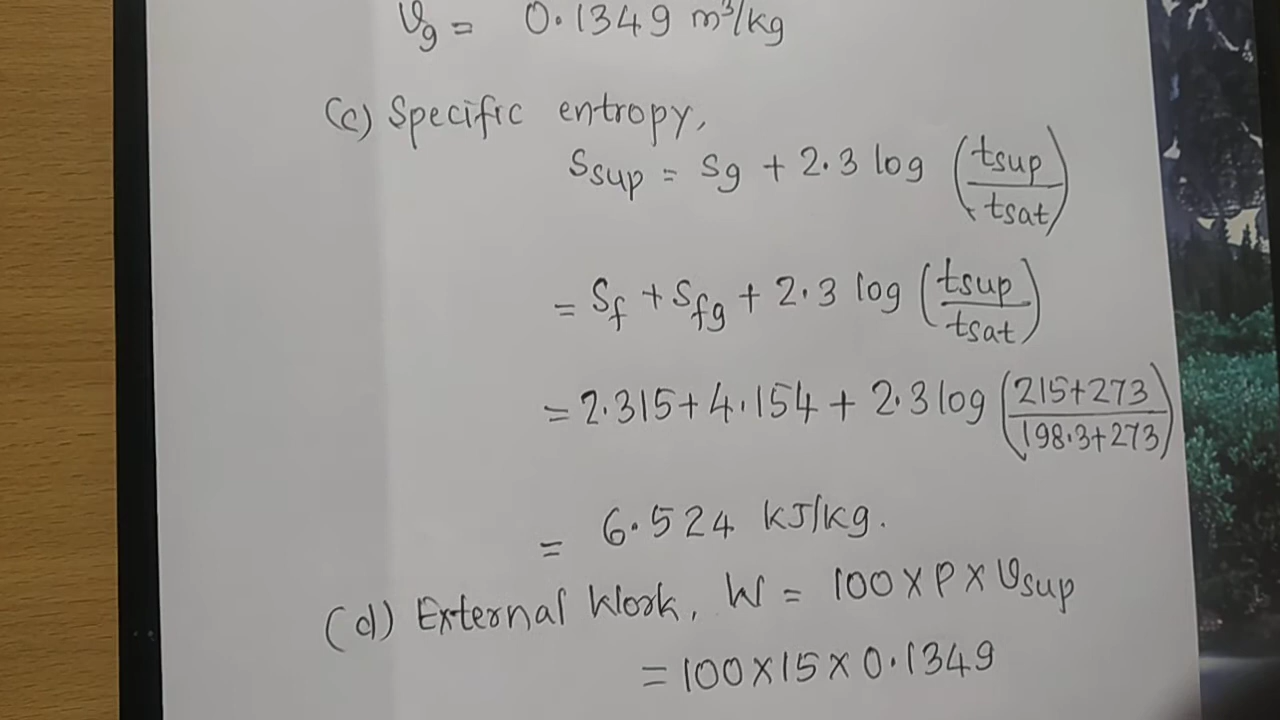 υg = 0.1349 m³/kg
(c) Specific entropy,
Ssup = Sg + 2.3 log (tsup/tsat)
= Sf + Sfg + 2.3 log (tsup/tsat)
= 2.315+4.154 + 2.3 log (215+273/198.3+273)
= 6.524 kJ/kg.
(d) External Work, W = 100 X P X υsup
= 100 X 15 X 0.1349